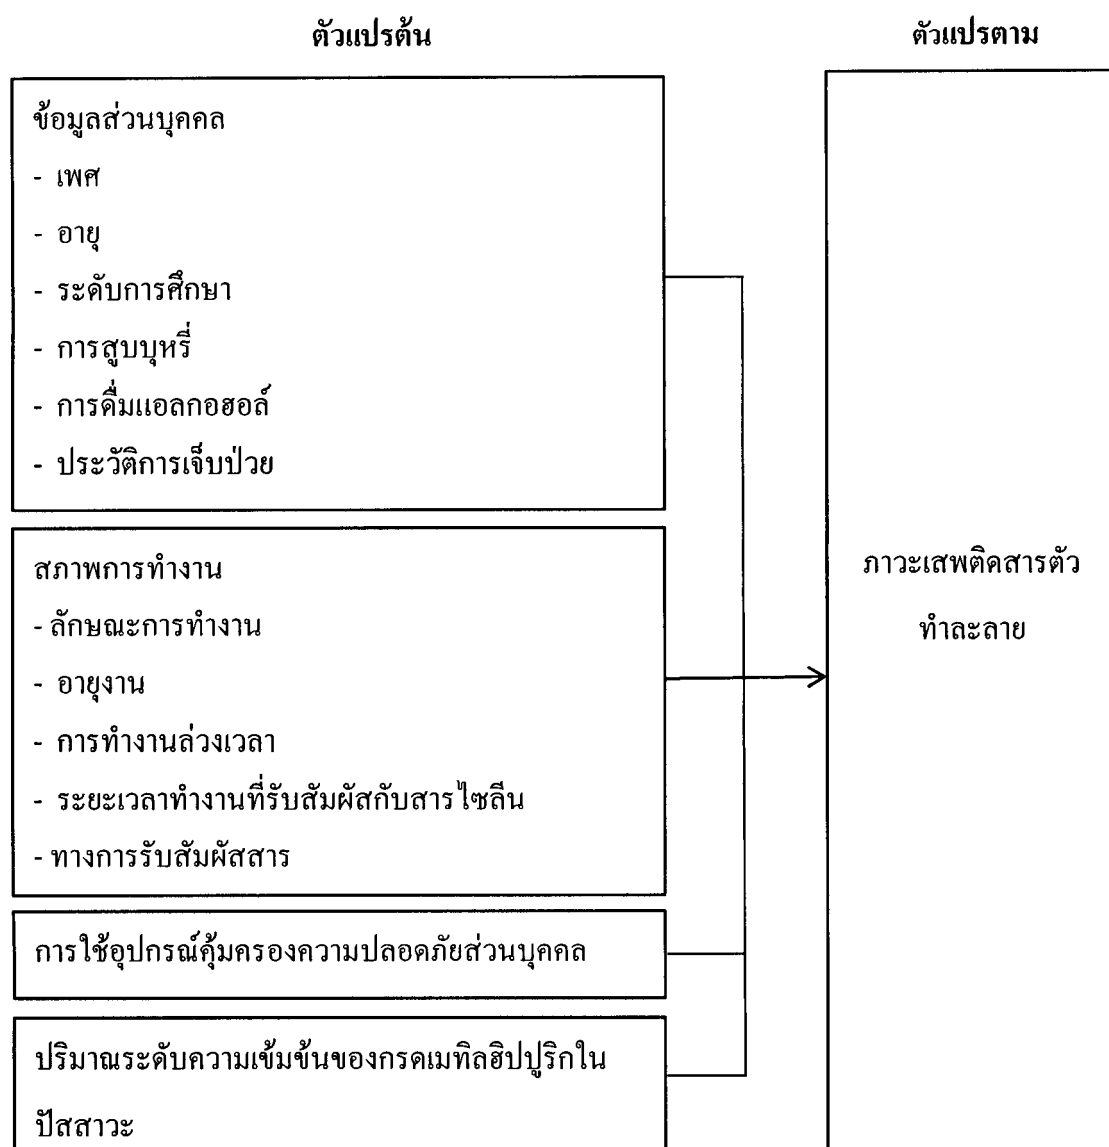 ตัวแปรต้น
ตัวแปรตาม
ข้อมูลส่วนบุคคล
- เพศ
- อายุ
- ระดับการศึกษา
- การสูบบุหรี่
- การดื่มแอลกอฮอล์
- ประวัติการเจ็บป่วย
สภาพการทำงาน
- ลักษณะการทำงาน
- อายุงาน
- การทำงานล่วงเวลา
- ระยะเวลาทำงานที่รับสัมผัสกับสารไซลีน
- ทางการรับสัมผัสสาร
การใช้อุปกรณ์คุ้มครองความปลอดภัยส่วนบุคคล
ปริมาณระดับความเข้มข้นของกรดเมทิลฮิปปูริกใน
ปัสสาวะ
ภาวะเสพติดสารตัว
ทำละลาย